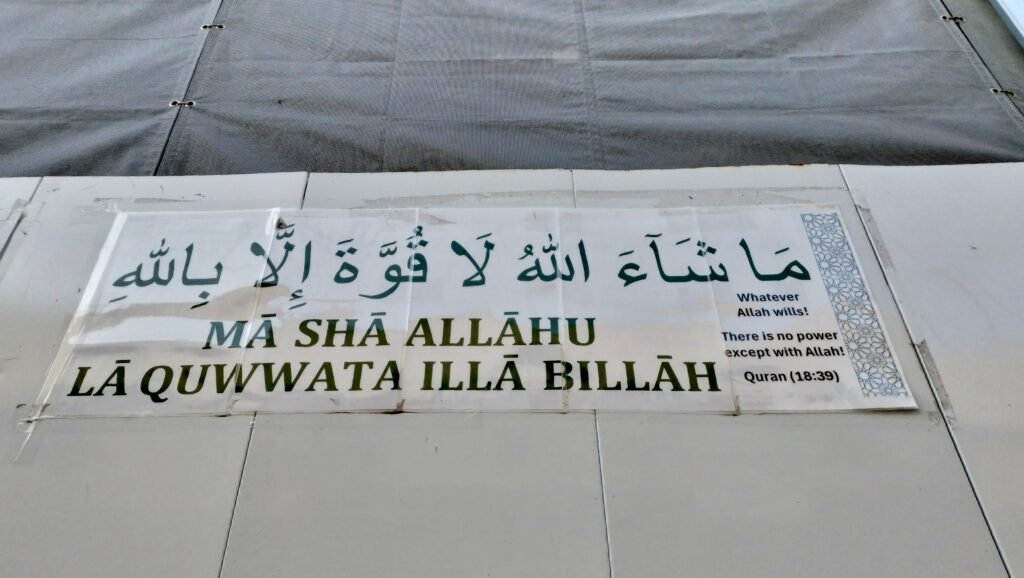 مَا شَآءَ اللهُ لَا قُوَّةَ إِلَّا بِاللهِ
MĀ SHĀ ALLĀHU
LĀ QUWWATA ILLĀ BILLĀH
Whatever
Allah wills!
There is no power
except with Allah!
Quran (18:39)